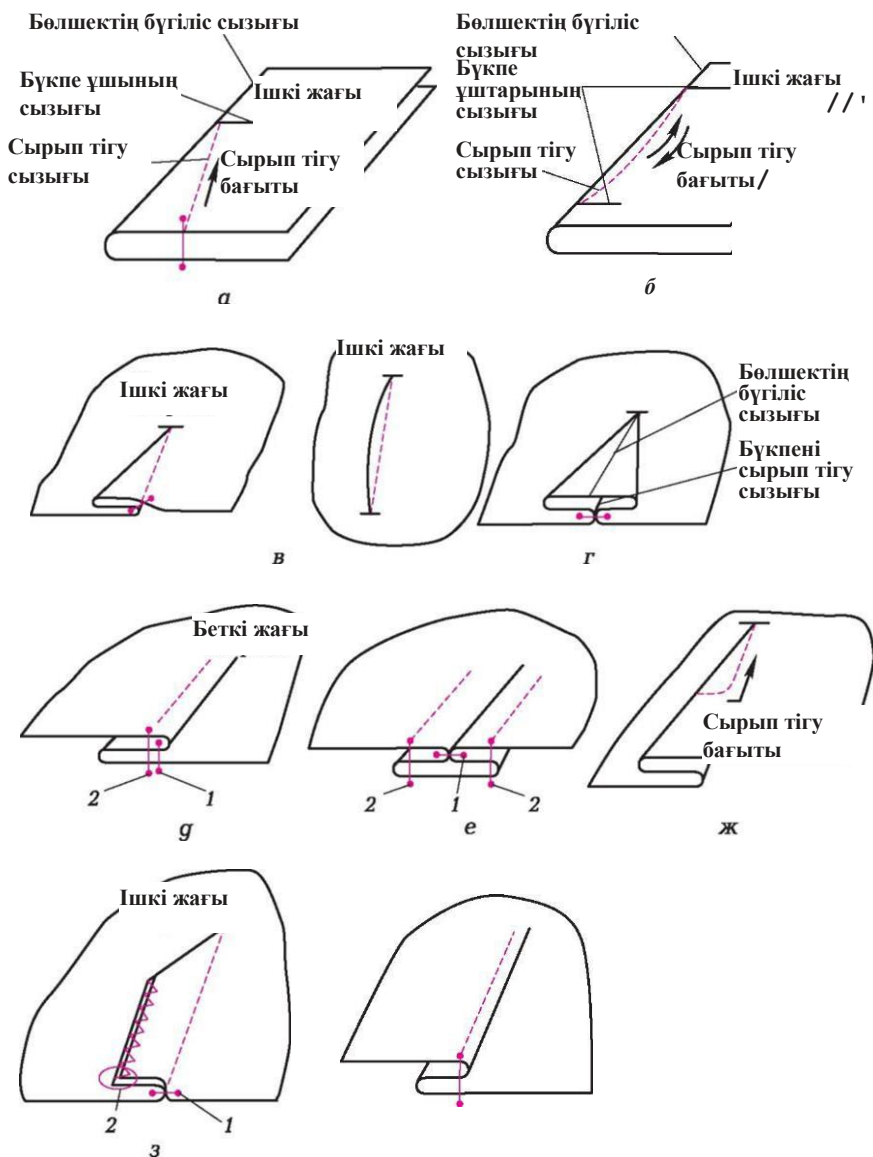 Бөлшектің бүгіліс сызығы
Бүкпе ұшының
сызығы
Ішкі жағы
Сырып тігу
сызығы
Сырып тігу
бағыты
а
Бөлшектің бүгіліс
сызығы
Бүкпе
ұштарының
сызығы
Ішкі жағы
//'
Сырып тігу
сызығы
Сырып тігу
бағыты/
б
Ішкі жағы
Ішкі жағы
в
Бөлшектің
бүгіліс
сызығы
Бүкпені
сырып тігу
сызығы
г
Беткі жағы
2
1
д
2
1
2
е
Сырып тігу
бағыты
ж
Ішкі жағы
2
1
з